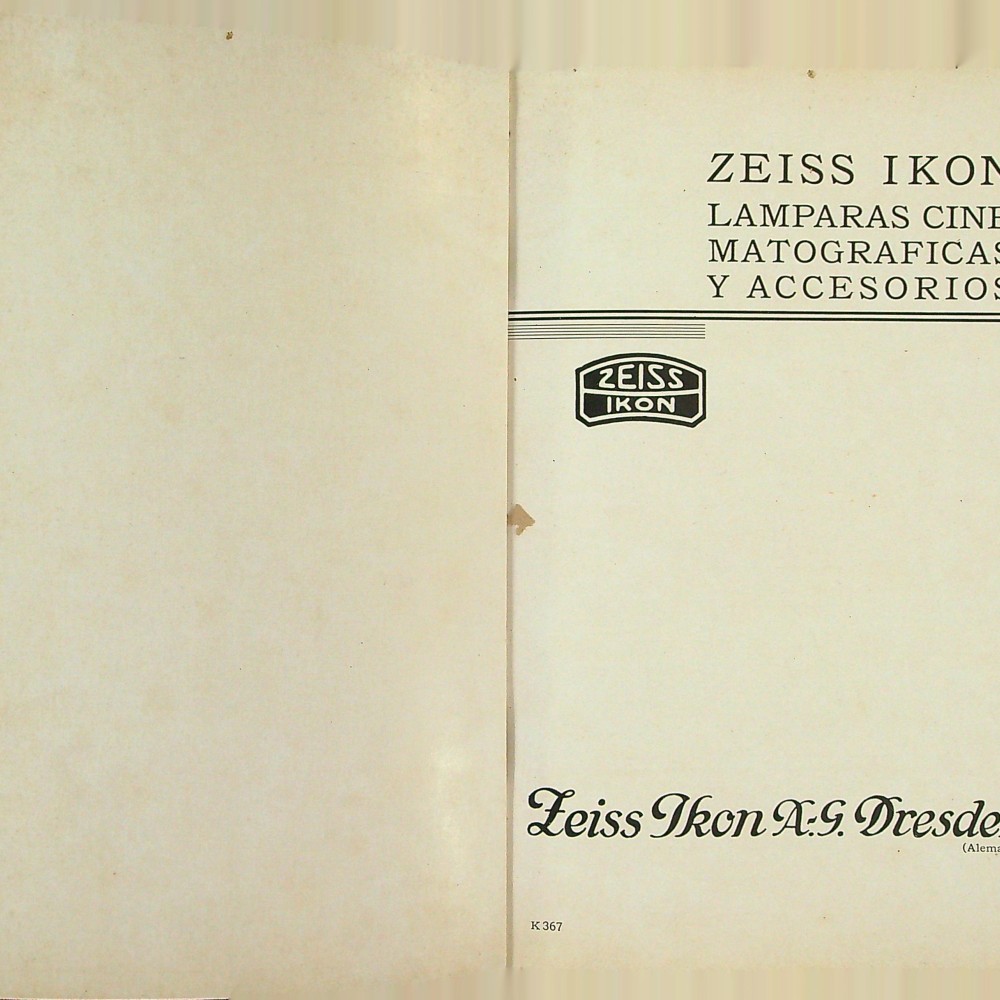 ZEISS IKON
LAMPARAS CINE
MATOGRAFICAS
Y ACCESORIOS
ZEISS
IKON
Zeiss Ikon A.-G. Dresde
(Alema
K 367